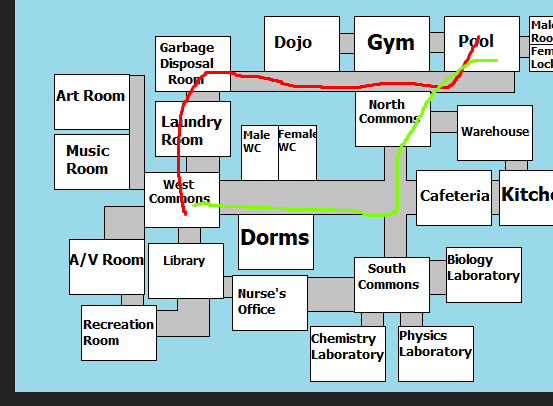 Garbage
Disposal
Room
Dojo
Gym
Pool
Male
Fem
Lock
Art Room
Music
Room
Laundry
Room
Male
WC
Female
WC
North
Commons
Warehouse
West
Commons
Cafeteria
Dorms
A/V Room
Library
Nurse's
Office
South
Commons
Biology
Laboratory
Recreation
Room
Chemistry
Laboratory
Physics
Laboratory